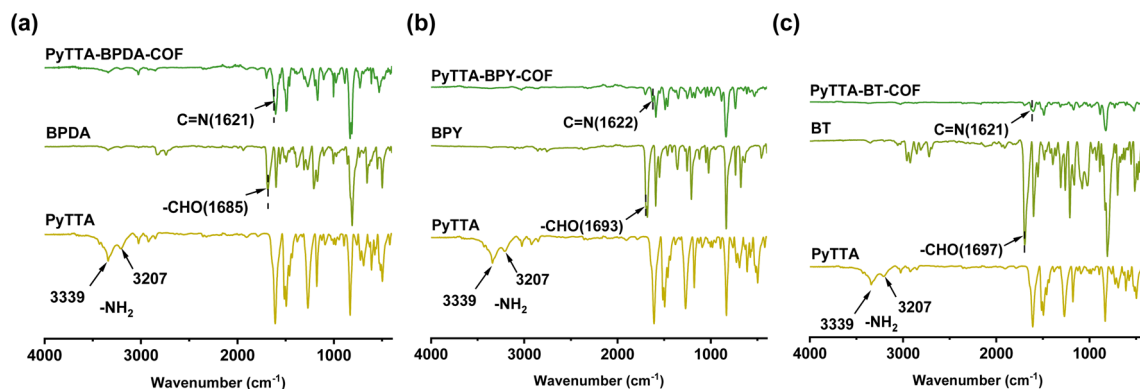 (a)
PyTTA-BPDA-COF
C=N(1621)
BPDA
-CHO(1685)
PyTTA
3339
3207
-NH2
4000
3000
2000
1000
Wavenumber (cm-1)
(b)
PyTTA-BPY-COF
C=N(1622)
BPY
-CHO(1693)
PyTTA
3339
3207
-NH2
4000
3000
2000
1000
Wavenumber (cm-1)
(c)
PyTTA-BT-COF
C=N(1621)
BT
-CHO(1697)
PyTTA
3339
3207
-NH2
4000
3000
2000
1000
Wavenumber (cm-1)